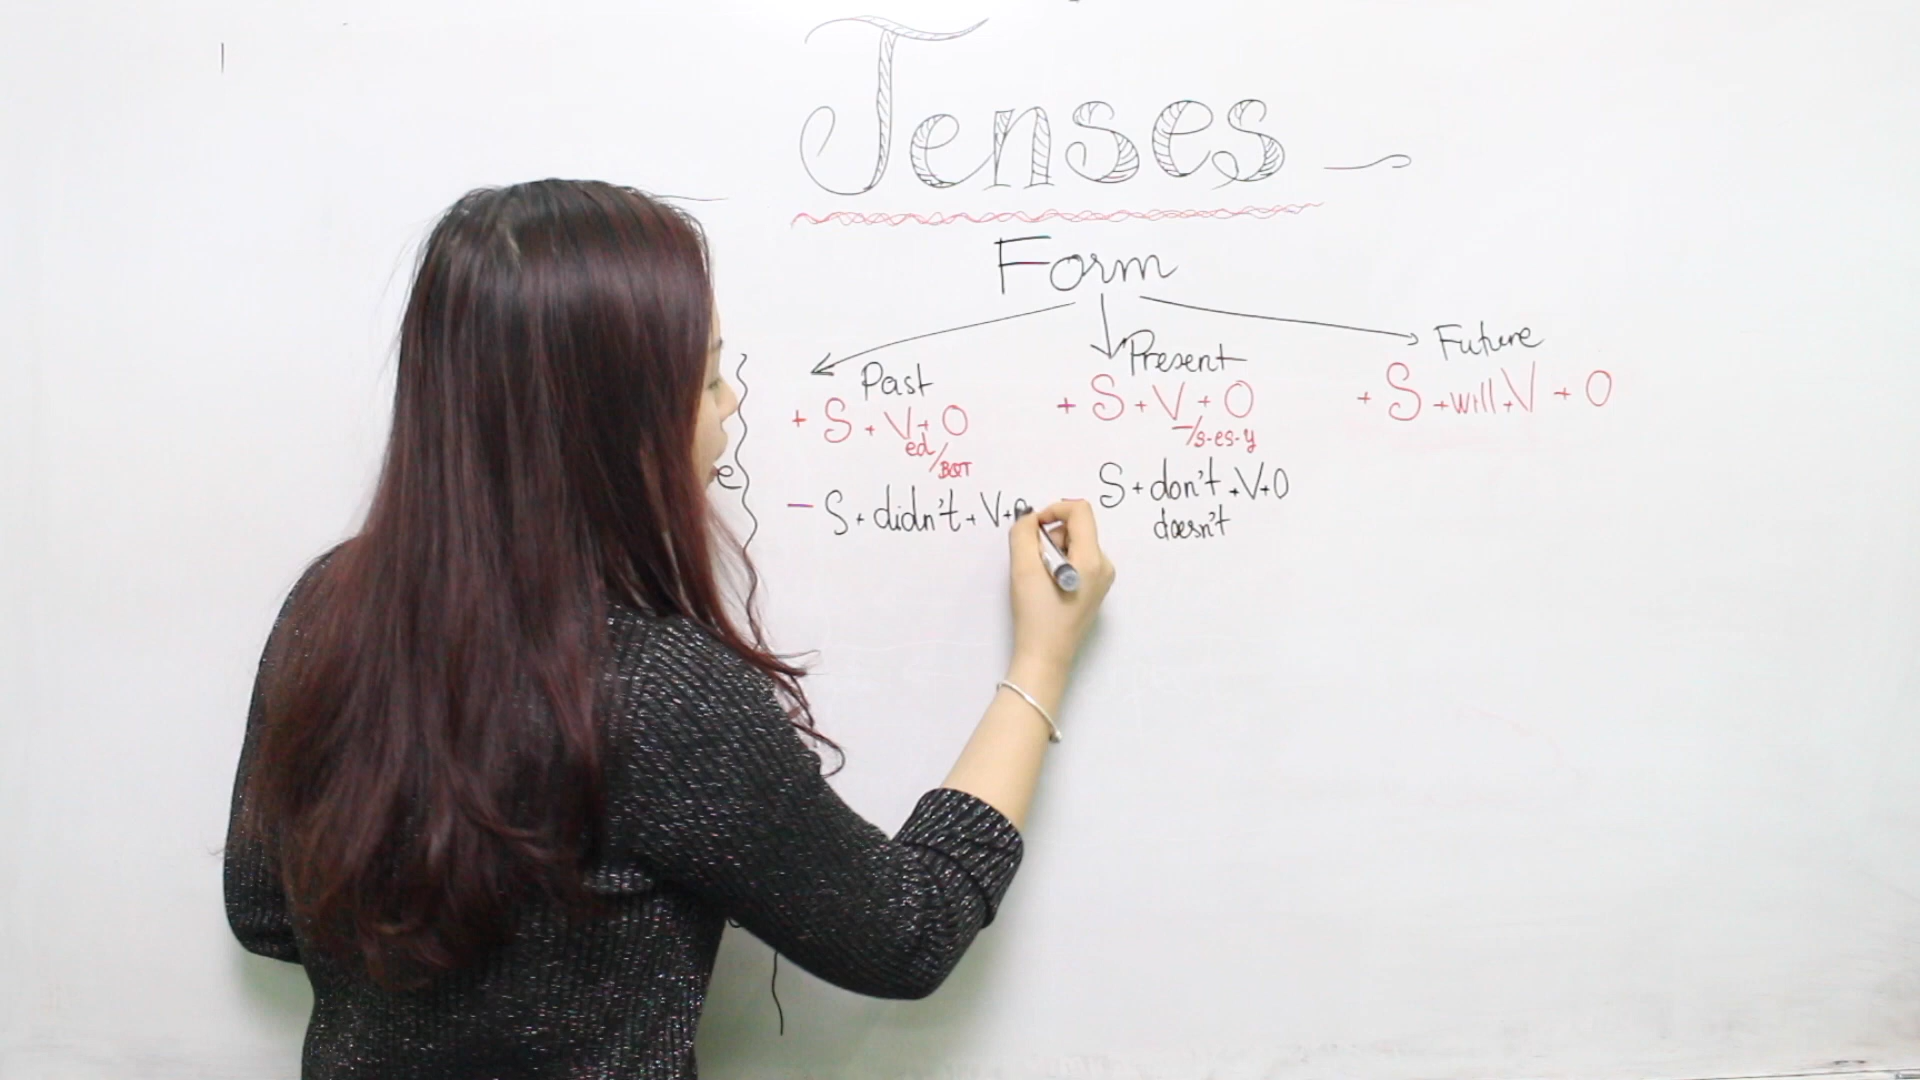 Tenses
Form
Past
+ S + V + O
ed/BQT
- S + didn't + V +
Present
+ S + V + O
-/s-es-y
- S + don't + V + O
doesn't
Future
+ S + will + V + O